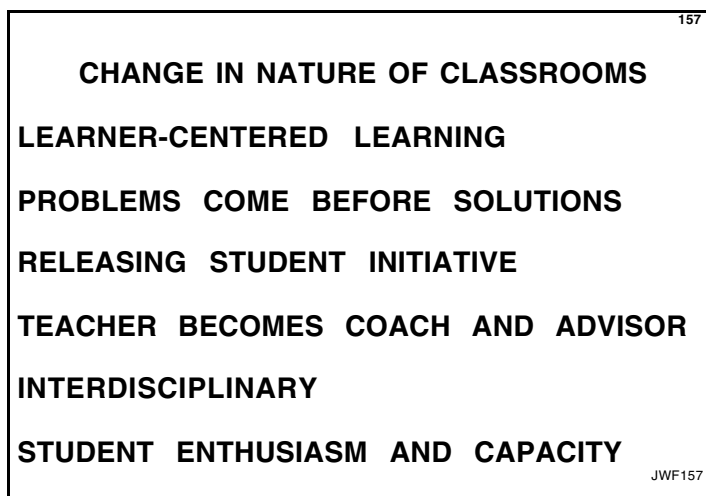 157
CHANGE IN NATURE OF CLASSROOMS
LEARNER-CENTERED LEARNING
PROBLEMS COME BEFORE SOLUTIONS
RELEASING STUDENT INITIATIVE
TEACHER BECOMES COACH AND ADVISOR
INTERDISCIPLINARY
STUDENT ENTHUSIASM AND CAPACITY
JWF157